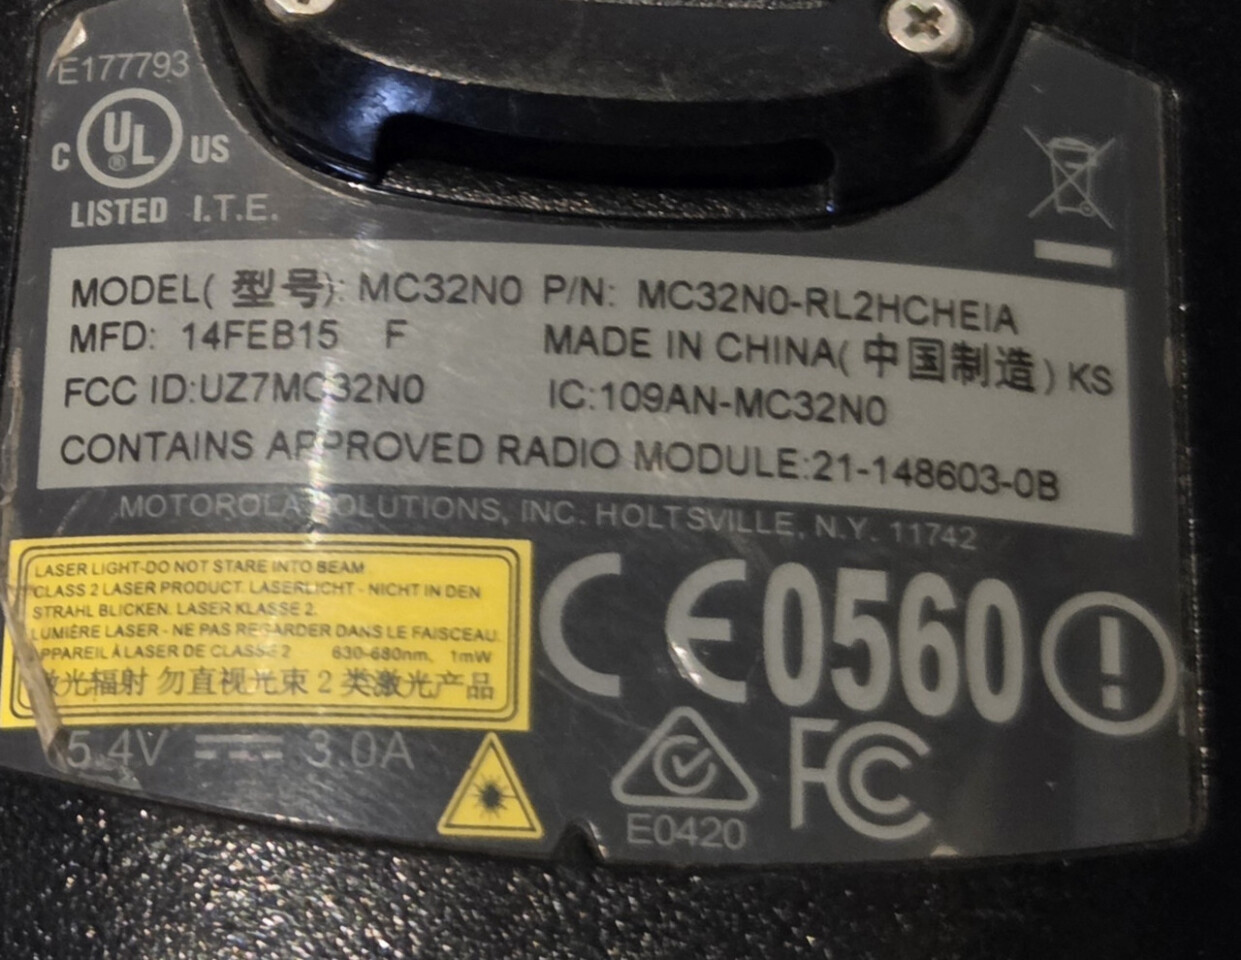 E177793
C UL ® US
LISTED I.T.E.
MODEL( 型号): MC32N0 P/N: MC32N0-RL2HCHEIA
MFD: 14FEB15 F MADE IN CHINA( 中国制造) KS
FCC ID:UZ7MC32N0 IC:109AN-MC32N0
CONTAINS APPROVED RADIO MODULE:21-148603-0B
MOTOROLA SOLUTIONS, INC. HOLTSVILLE, N.Y. 11742
LASER LIGHT-DO NOT STARE INTO BEAM
CLASS 2 LASER PRODUCT. LASERLICHT - NICHT IN DEN
STRAHL BLICKEN. LASER KLASSE 2.
LUMIÈRE LASER - NE PAS REGARDER DANS LE FAISCEAU.
APPAREIL À LASER DE CLASSE 2 630-680nm, 1mW
激光辐射 勿直视光束 2 类激光产品
CE0560
5.4V 3.0A
FC
E0420